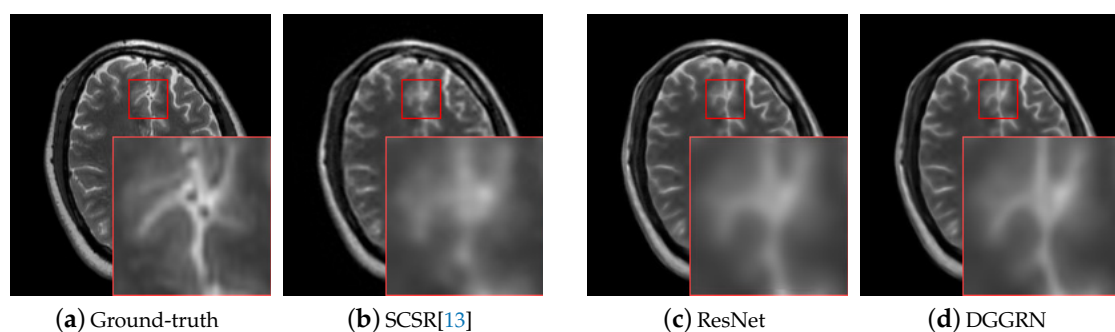 (a) Ground-truth
(b) SCSR[13]
(c) ResNet
(d) DGGRN